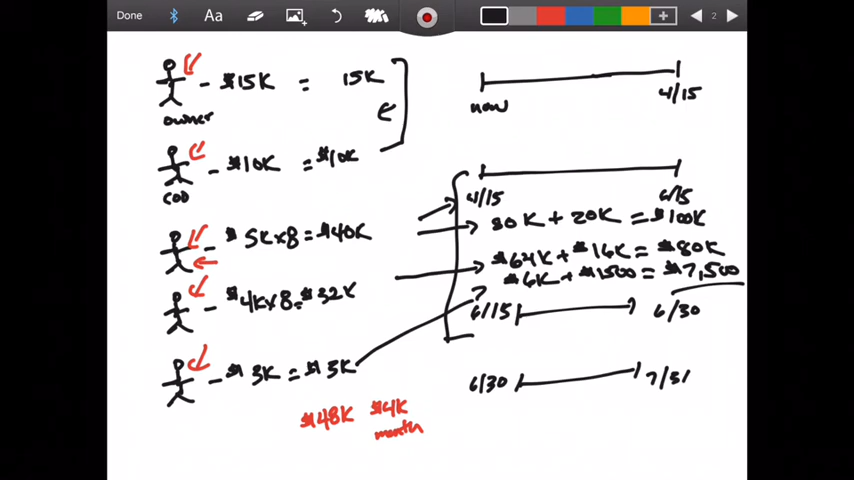 Done Aa 2
- $15K = 15K
owner
now 4/15
- $10K = $10K
COO
4/15 6/15
- $5K x 8 = $40K
80K + 20K = $100K
- $4K x 8 = $32K
$64K + $16K = $80K
$6K + $1500 = $7,500
6/15 6/30
- $3K = $3K
6/30 7/31
$48K $4K
month